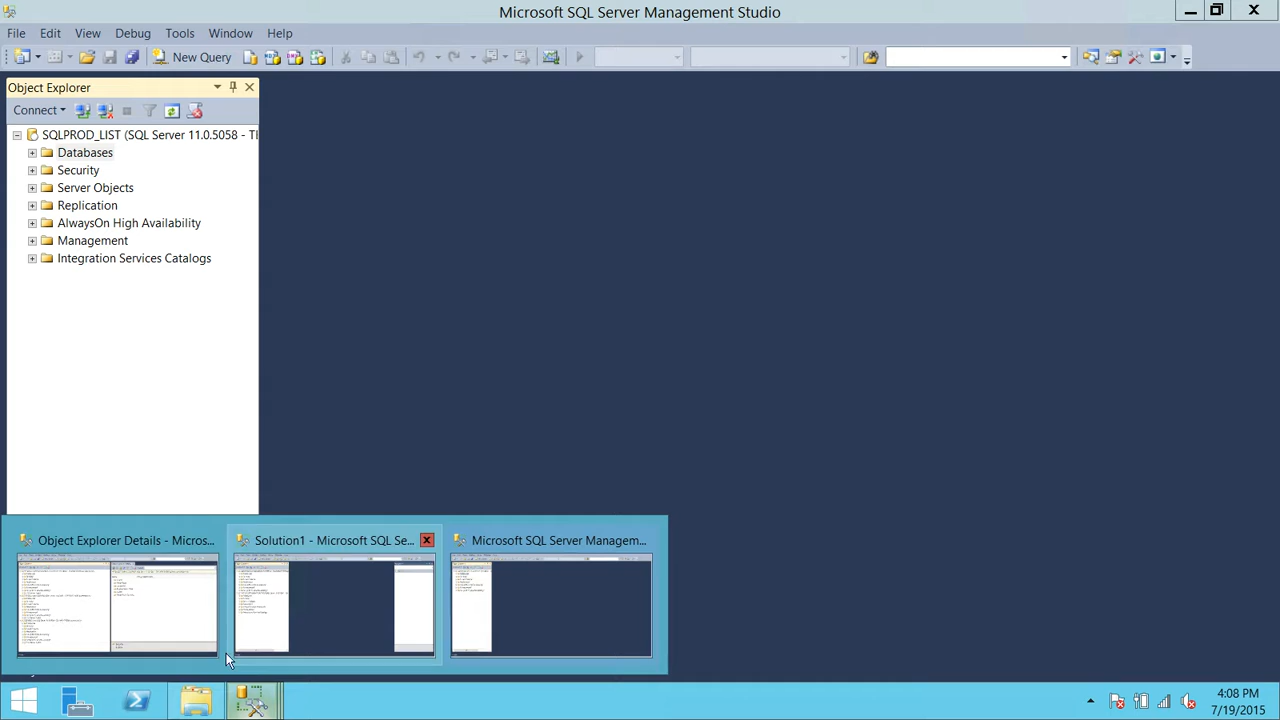 Microsoft SQL Server Management Studio
File Edit View Debug Tools Window Help
New Query
Object Explorer
Connect
SQLPROD_LIST (SQL Server 11.0.5058 - TI
Databases
Security
Server Objects
Replication
AlwaysOn High Availability
Management
Integration Services Catalogs
Object Explorer Details - Micros... Solution1 - Microsoft SQL Se... Microsoft SQL Server Managem...
4:08 PM
7/19/2015